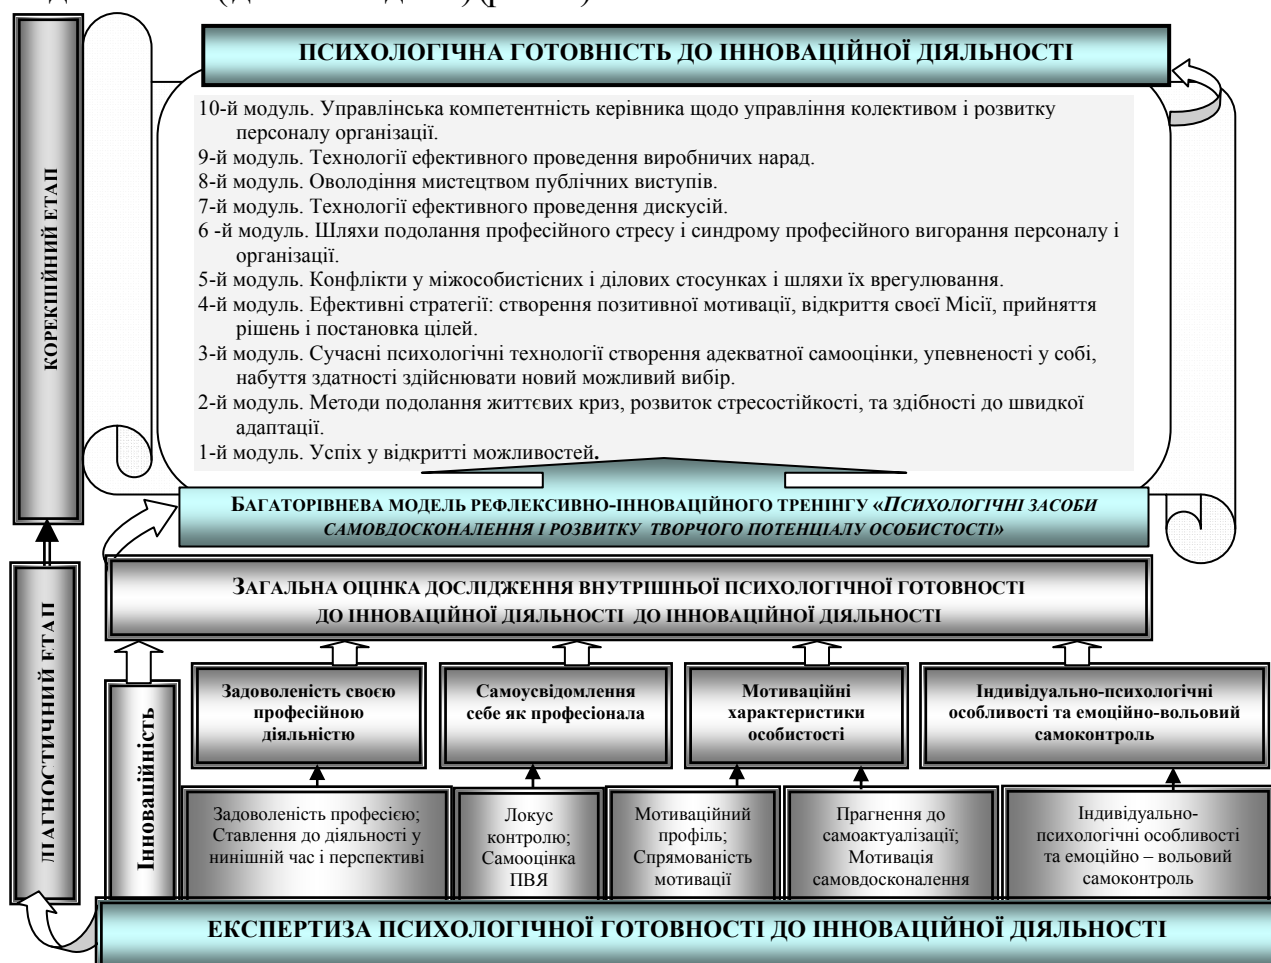 ПСИХОЛОГІЧНА ГОТОВНІСТЬ ДО ІННОВАЦІЙНОЇ ДІЯЛЬНОСТІ
10-й модуль. Управлінська компетентність керівника щодо управління колективом і розвитку
персоналу організації.
9-й модуль. Технології ефективного проведення виробничих нарад.
8-й модуль. Оволодіння мистецтвом публічних виступів.
7-й модуль. Технології ефективного проведення дискусій.
6 -й модуль. Шляхи подолання професійного стресу і синдрому професійного вигорання персоналу і
організації.
5-й модуль. Конфлікти у міжособистісних і ділових стосунках і шляхи їх врегулювання.
4-й модуль. Ефективні стратегії: створення позитивної мотивації, відкриття своєї Місії, прийняття
рішень і постановка цілей.
3-й модуль. Сучасні психологічні технології створення адекватної самооцінки, упевненості у собі,
набуття здатності здійснювати новий можливий вибір.
2-й модуль. Методи подолання життєвих криз, розвиток стресостійкості, та здібності до швидкої
адаптації.
1-й модуль. Успіх у відкритті можливостей.
КОРЕКЦІЙНИЙ ЕТАП
БАГАТОРІВНЕВА МОДЕЛЬ РЕФЛЕКСИВНО-ІННОВАЦІЙНОГО ТРЕНІНГУ «ПСИХОЛОГІЧНІ ЗАСОБИ
САМОВДОСКОНАЛЕННЯ І РОЗВИТКУ ТВОРЧОГО ПОТЕНЦІАЛУ ОСОБИСТОСТІ»
ЗАГАЛЬНА ОЦІНКА ДОСЛІДЖЕННЯ ВНУТРІШНЬОЇ ПСИХОЛОГІЧНОЇ ГОТОВНОСТІ
ДО ІННОВАЦІЙНОЇ ДІЯЛЬНОСТІ ДО ІННОВАЦІЙНОЇ ДІЯЛЬНОСТІ
ДІАГНОСТИЧНИЙ ЕТАП
Інноваційність
Задоволеність своєю
професійною
діяльністю
Самоусвідомлення
себе як професіонала
Мотиваційні
характеристики
особистості
Індивідуально-психологічні
особливості та емоційно-вольовий
самоконтроль
Задоволеність професією;
Ставлення до діяльності у
нинішній час і перспективі
Локус
контролю;
Самооцінка
ПВЯ
Мотиваційний
профіль;
Спрямованість
мотивації
Прагнення до
самоактуалізації;
Мотивація
самовдосконалення
Індивідуально-
психологічні особливості
та емоційно – вольовий
самоконтроль
ЕКСПЕРТИЗА ПСИХОЛОГІЧНОЇ ГОТОВНОСТІ ДО ІННОВАЦІЙНОЇ ДІЯЛЬНОСТІ